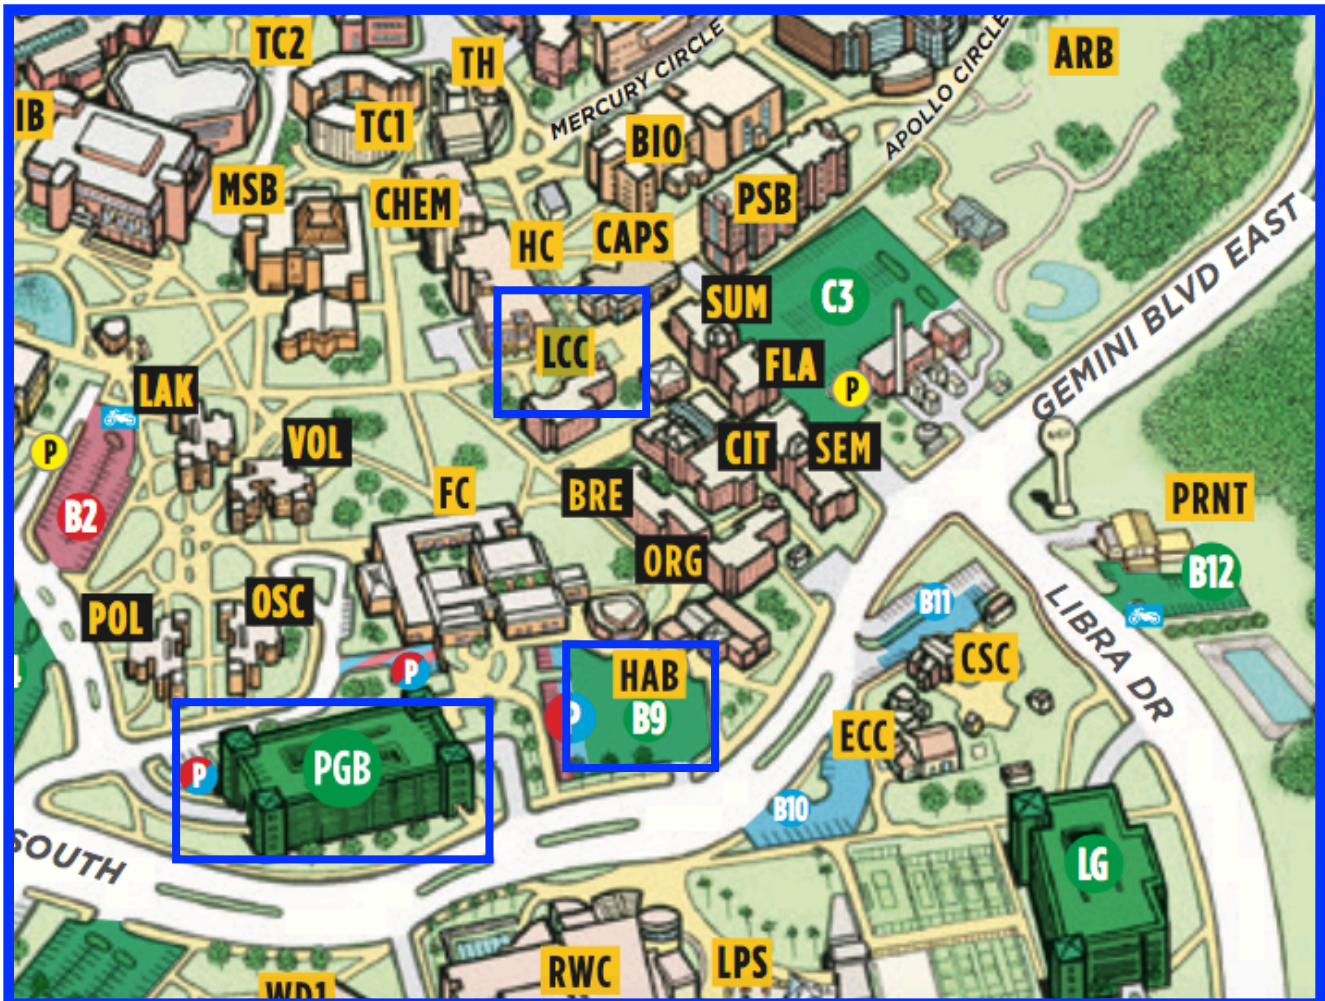 TC2
TH
MERCURY CIRCLE
APOLLO CIRCLE
ARB
IB
TC1
BIO
MSB
CHEM
PSB
HC
CAPS
SUM
C3
GEMINI BLVD EAST
LCC
FLA
P
LAK
VOL
P
CIT
SEM
B2
FC
BRE
PRNT
ORG
B12
POL
OSC
B11
LIBRA DR
CSC
P
HAB
P
B9
ECC
P
PGB
B10
SOUTH
LG
RWC
LPS
WD1